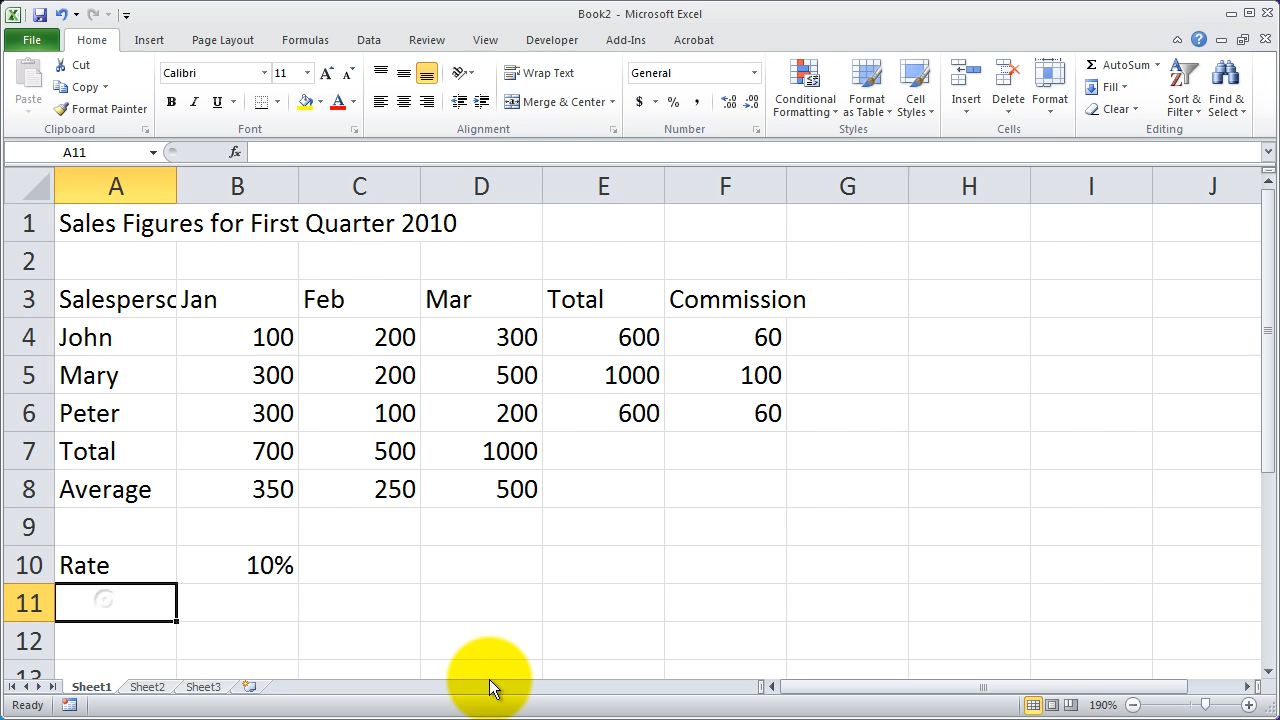 Book2 - Microsoft Excel
File Home Insert Page Layout Formulas Data Review View Developer Add-Ins Acrobat
Paste Cut Copy Format Painter Clipboard
Calibri 11 B I U A Font
Wrap Text Merge & Center Alignment
General $ % , Number
Conditional Formatting Format as Table Cell Styles Styles
Insert Delete Format Cells
Σ AutoSum Fill Clear Sort & Filter Find & Select Editing
A11 fx
A B C D E F G H I J
1 Sales Figures for First Quarter 2010
2
3 Salesperso Jan Feb Mar Total Commission
4 John 100 200 300 600 60
5 Mary 300 200 500 1000 100
6 Peter 300 100 200 600 60
7 Total 700 500 1000
8 Average 350 250 500
9
10 Rate 10%
11
12
13
Sheet1 Sheet2 Sheet3
Ready 190%